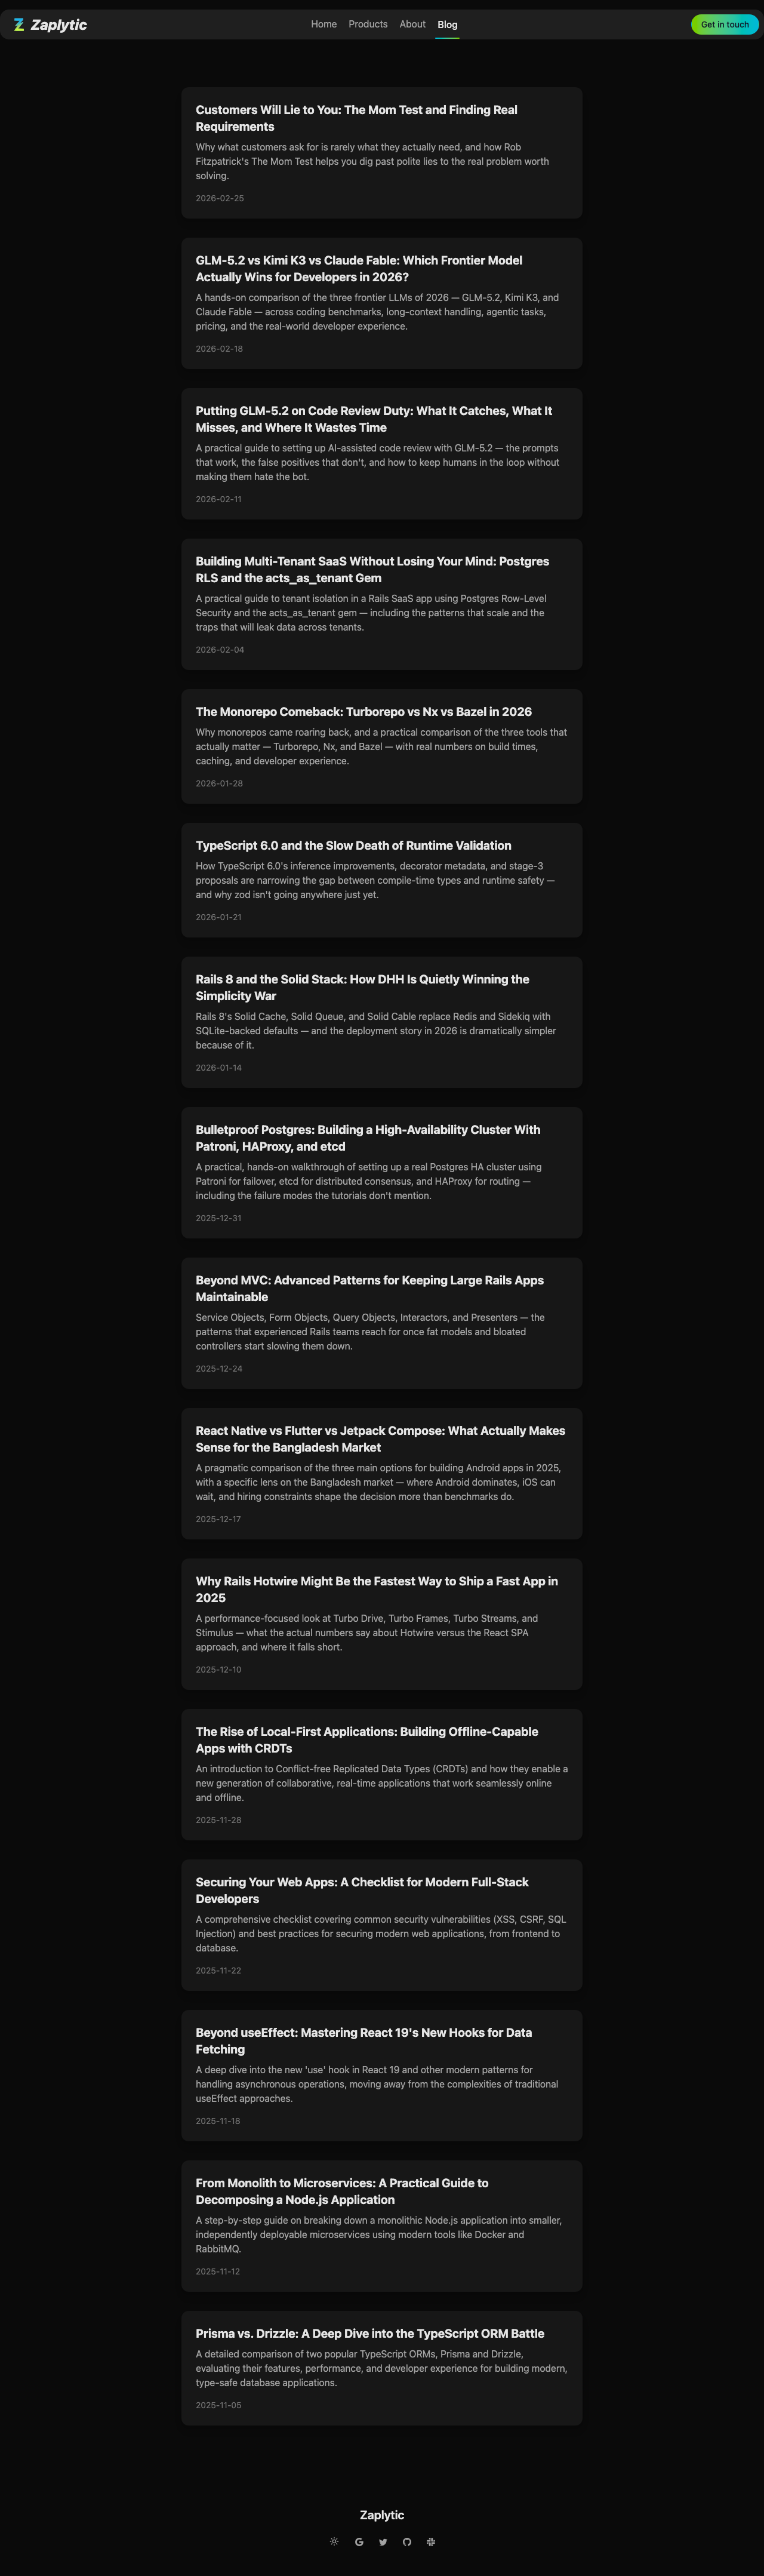 Zaplytic
Home Products About Blog
Get in touch
Customers Will Lie to You: The Mom Test and Finding Real
Requirements
Why what customers ask for is rarely what they actually need, and how Rob
Fitzpatrick's The Mom Test helps you dig past polite lies to the real problem worth
solving.
2026-02-25
GLM-5.2 vs Kimi K3 vs Claude Fable: Which Frontier Model
Actually Wins for Developers in 2026?
A hands-on comparison of the three frontier LLMs of 2026 — GLM-5.2, Kimi K3, and
Claude Fable — across coding benchmarks, long-context handling, agentic tasks,
pricing, and the real-world developer experience.
2026-02-18
Putting GLM-5.2 on Code Review Duty: What It Catches, What It
Misses, and Where It Wastes Time
A practical guide to setting up AI-assisted code review with GLM-5.2 — the prompts
that work, the false positives that don't, and how to keep humans in the loop without
making them hate the bot.
2026-02-11
Building Multi-Tenant SaaS Without Losing Your Mind: Postgres
RLS and the acts_as_tenant Gem
A practical guide to tenant isolation in a Rails SaaS app using Postgres Row-Level
Security and the acts_as_tenant gem — including the patterns that scale and the
traps that will leak data across tenants.
2026-02-04
The Monorepo Comeback: Turborepo vs Nx vs Bazel in 2026
Why monorepos came roaring back, and a practical comparison of the three tools that
actually matter — Turborepo, Nx, and Bazel — with real numbers on build times,
caching, and developer experience.
2026-01-28
TypeScript 6.0 and the Slow Death of Runtime Validation
How TypeScript 6.0's inference improvements, decorator metadata, and stage-3
proposals are narrowing the gap between compile-time types and runtime safety —
and why zod isn't going anywhere just yet.
2026-01-21
Rails 8 and the Solid Stack: How DHH Is Quietly Winning the
Simplicity War
Rails 8's Solid Cache, Solid Queue, and Solid Cable replace Redis and Sidekiq with
SQLite-backed defaults — and the deployment story in 2026 is dramatically simpler
because of it.
2026-01-14
Bulletproof Postgres: Building a High-Availability Cluster With
Patroni, HAProxy, and etcd
A practical, hands-on walkthrough of setting up a real Postgres HA cluster using
Patroni for failover, etcd for distributed consensus, and HAProxy for routing —
including the failure modes the tutorials don't mention.
2025-12-31
Beyond MVC: Advanced Patterns for Keeping Large Rails Apps
Maintainable
Service Objects, Form Objects, Query Objects, Interactors, and Presenters — the
patterns that experienced Rails teams reach for once fat models and bloated
controllers start slowing them down.
2025-12-24
React Native vs Flutter vs Jetpack Compose: What Actually Makes
Sense for the Bangladesh Market
A pragmatic comparison of the three main options for building Android apps in 2025,
with a specific lens on the Bangladesh market — where Android dominates, iOS can
wait, and hiring constraints shape the decision more than benchmarks do.
2025-12-17
Why Rails Hotwire Might Be the Fastest Way to Ship a Fast App in
2025
A performance-focused look at Turbo Drive, Turbo Frames, Turbo Streams, and
Stimulus — what the actual numbers say about Hotwire versus the React SPA
approach, and where it falls short.
2025-12-10
The Rise of Local-First Applications: Building Offline-Capable
Apps with CRDTs
An introduction to Conflict-free Replicated Data Types (CRDTs) and how they enable a
new generation of collaborative, real-time applications that work seamlessly online
and offline.
2025-11-28
Securing Your Web Apps: A Checklist for Modern Full-Stack
Developers
A comprehensive checklist covering common security vulnerabilities (XSS, CSRF, SQL
Injection) and best practices for securing modern web applications, from frontend to
database.
2025-11-22
Beyond useEffect: Mastering React 19's New Hooks for Data
Fetching
A deep dive into the new 'use' hook in React 19 and other modern patterns for
handling asynchronous operations, moving away from the complexities of traditional
useEffect approaches.
2025-11-18
From Monolith to Microservices: A Practical Guide to
Decomposing a Node.js Application
A step-by-step guide on breaking down a monolithic Node.js application into smaller,
independently deployable microservices using modern tools like Docker and
RabbitMQ.
2025-11-12
Prisma vs. Drizzle: A Deep Dive into the TypeScript ORM Battle
A detailed comparison of two popular TypeScript ORMs, Prisma and Drizzle,
evaluating their features, performance, and developer experience for building modern,
type-safe database applications.
2025-11-05
Zaplytic